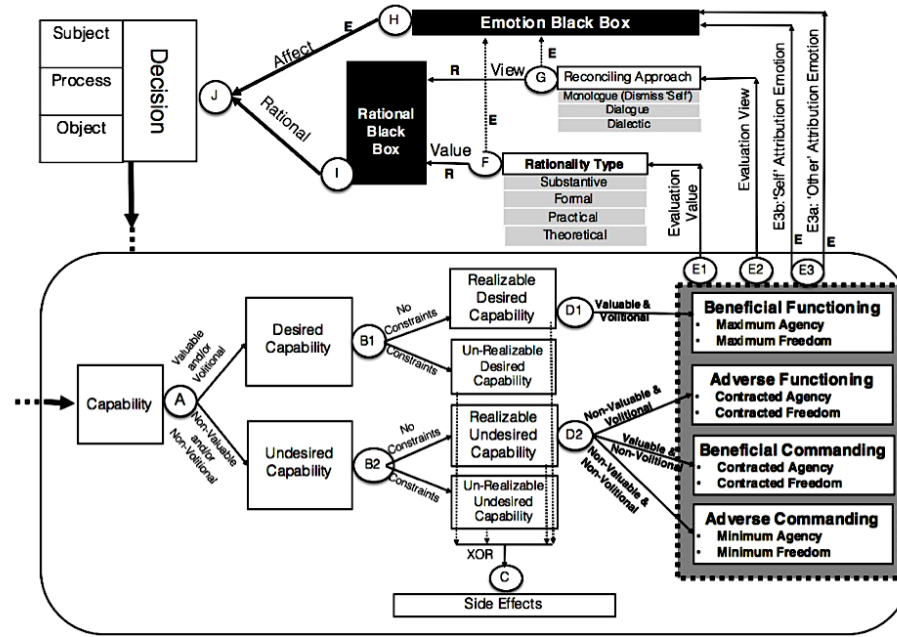 Subject
Process
Object
Decision
J
Affect
E
H
Emotion Black Box
Rational
I
Rational
Black
Box
R
View
G
E
Reconciling Approach
Monologue (Dismiss 'Self')
Dialogue
Dialectic
E
Value
R
F
Rationality Type
Substantive
Formal
Practical
Theoretical
Evaluation
Value
Evaluation View
E3b:'Self' Attribution Emotion
E
E3a: 'Other' Attribution Emotion
E
E1
E2
E3
Capability
A
Valuable
and/or
Volitional
Non-Valuable
and/or
Non-Volitional
Desired
Capability
Undesired
Capability
B1
No
Constraints
Constraints
B2
No
Constraints
Constraints
Realizable
Desired
Capability
Un-Realizable
Desired
Capability
Realizable
Undesired
Capability
Un-Realizable
Undesired
Capability
XOR
C
Side Effects
D1
Valuable &
Volitional
D2
Non-Valuable &
Volitional
Valuable &
Non-Volitional
Non-Valuable &
Non-Volitional
Beneficial Functioning
• Maximum Agency
• Maximum Freedom
Adverse Functioning
• Contracted Agency
• Contracted Freedom
Beneficial Commanding
• Contracted Agency
• Contracted Freedom
Adverse Commanding
• Minimum Agency
• Minimum Freedom